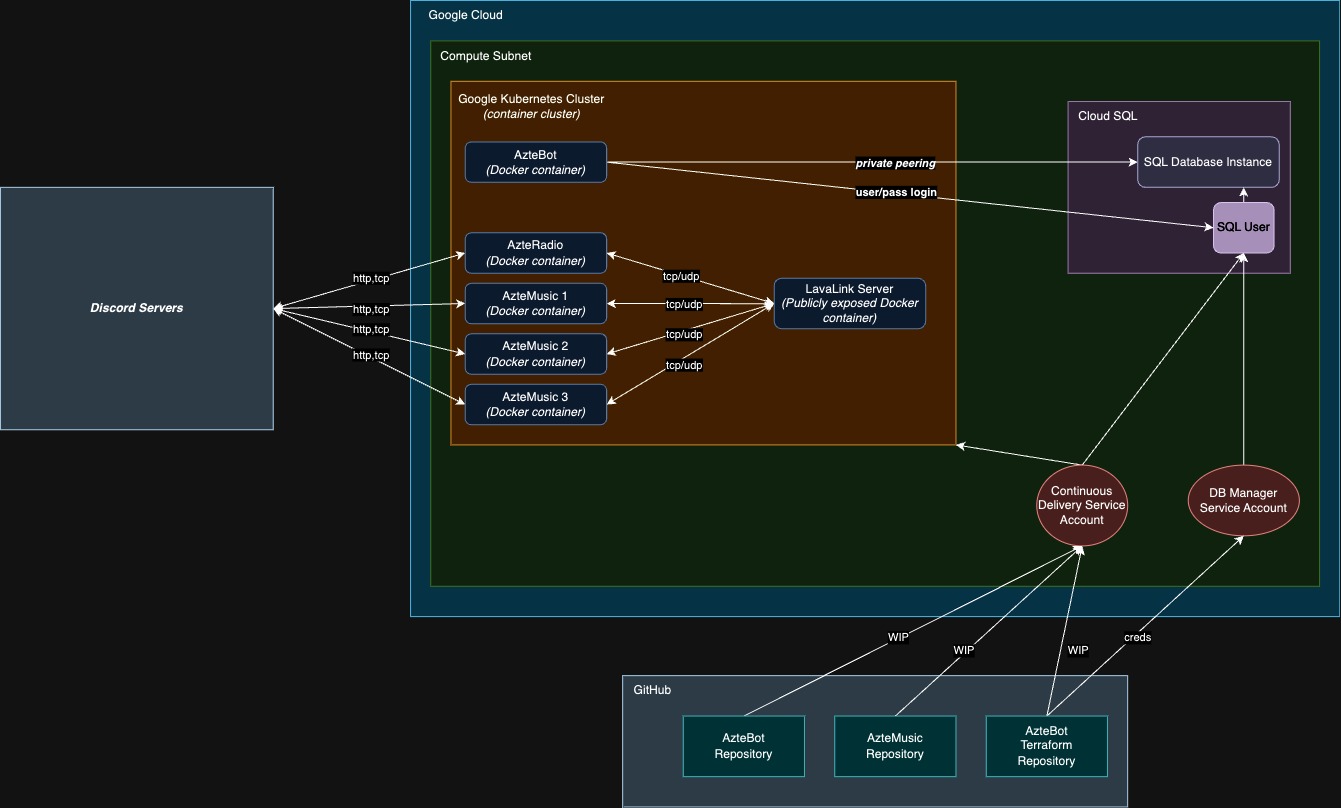 Google Cloud
Compute Subnet
Google Kubernetes Cluster
(container cluster)
AzteBot
(Docker container)
private peering
user/pass login
Cloud SQL
SQL Database Instance
SQL User
Discord Servers
http,tcp
http,tcp
http,tcp
http,tcp
AzteRadio
(Docker container)
AzteMusic 1
(Docker container)
AzteMusic 2
(Docker container)
AzteMusic 3
(Docker container)
tcp/udp
tcp/udp
tcp/udp
tcp/udp
LavaLink Server
(Publicly exposed Docker
container)
Continuous
Delivery Service
Account
DB Manager
Service Account
WIP
WIP
WIP
creds
GitHub
AzteBot
Repository
AzteMusic
Repository
AzteBot
Terraform
Repository